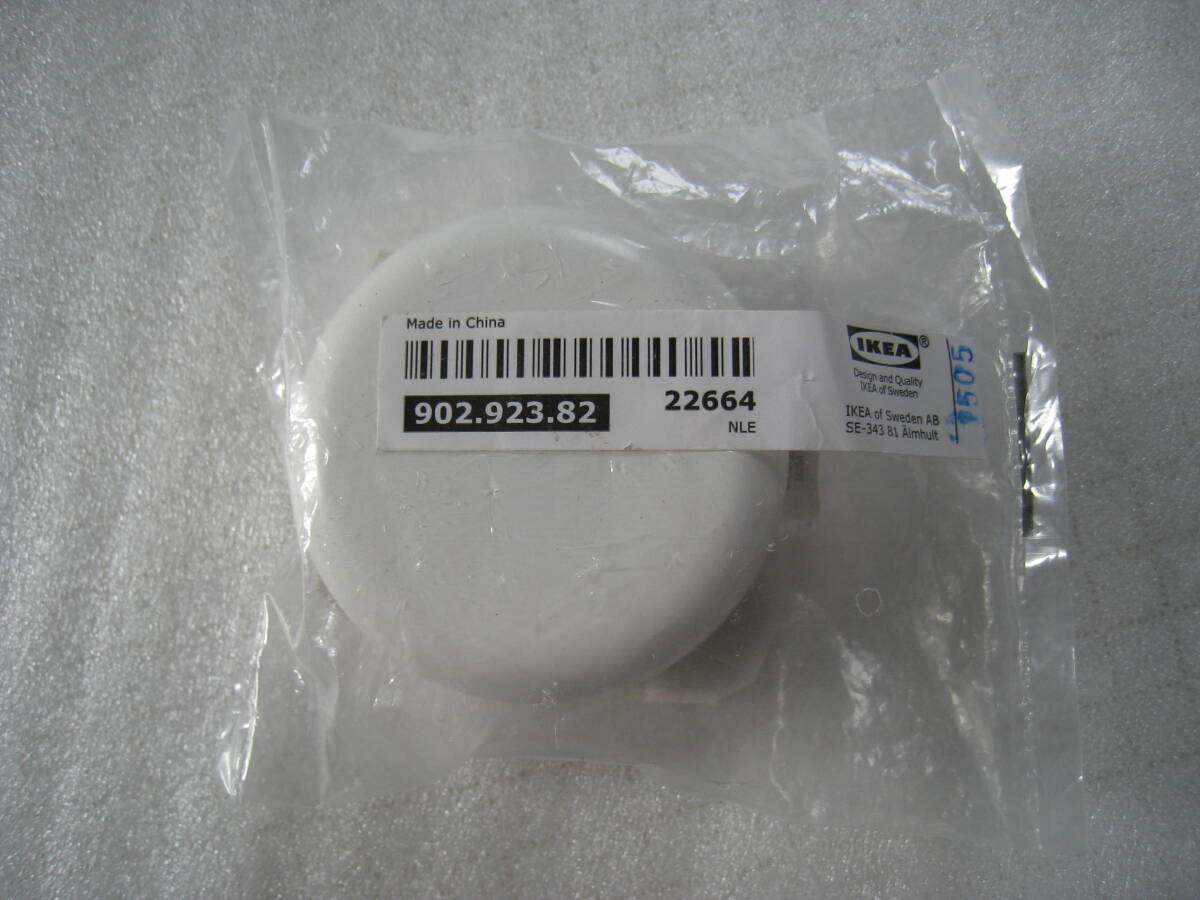 Made in China
902.923.82
22664
NLE
IKEA®
Design and Quality
IKEA of Sweden
IKEA of Sweden AB
SE-343 81 Älmhult
1505